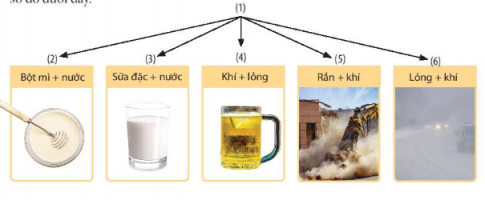 sơ đồ dưới đây.
(1)
(2) (3) (4) (5) (6)
Bột mì + nước
Sữa đặc + nước
Khí + lỏng
Rắn + khí
Lỏng + khí